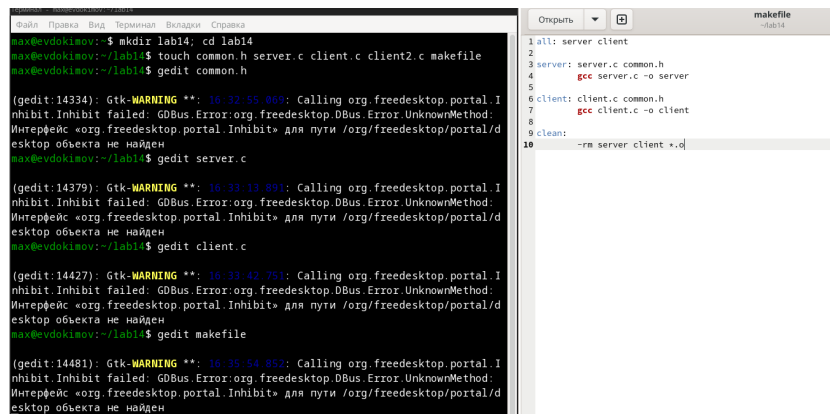 Терминал - max@evdokimov:~/lab14
Файл Правка Вид Терминал Вкладки Справка
max@evdokimov:~$ mkdir lab14; cd lab14
max@evdokimov:~/lab14$ touch common.h server.c client.c client2.c makefile
max@evdokimov:~/lab14$ gedit common.h
(gedit:14334): Gtk-WARNING **: : Calling org.freedesktop.portal.I
nhibit.Inhibit failed: GDBus.Error:org.freedesktop.DBus.Error.UnknownMethod:
Интерфейс «org.freedesktop.portal.Inhibit» для пути /org/freedesktop/portal/d
esktop объекта не найден
max@evdokimov:~/lab14$ gedit server.c
(gedit:14379): Gtk-WARNING **: : Calling org.freedesktop.portal.I
nhibit.Inhibit failed: GDBus.Error:org.freedesktop.DBus.Error.UnknownMethod:
Интерфейс «org.freedesktop.portal.Inhibit» для пути /org/freedesktop/portal/d
esktop объекта не найден
max@evdokimov:~/lab14$ gedit client.c
(gedit:14427): Gtk-WARNING **: : Calling org.freedesktop.portal.I
nhibit.Inhibit failed: GDBus.Error:org.freedesktop.DBus.Error.UnknownMethod:
Интерфейс «org.freedesktop.portal.Inhibit» для пути /org/freedesktop/portal/d
esktop объекта не найден
max@evdokimov:~/lab14$ gedit makefile
(gedit:14481): Gtk-WARNING **: : Calling org.freedesktop.portal.I
nhibit.Inhibit failed: GDBus.Error:org.freedesktop.DBus.Error.UnknownMethod:
Интерфейс «org.freedesktop.portal.Inhibit» для пути /org/freedesktop/portal/d
esktop объекта не найден
Открыть
makefile
~/lab14
1 all: server client
2
3 server: server.c common.h
4 gcc server.c -o server
5
6 client: client.c common.h
7 gcc client.c -o client
8
9 clean:
10 -rm server client *.o